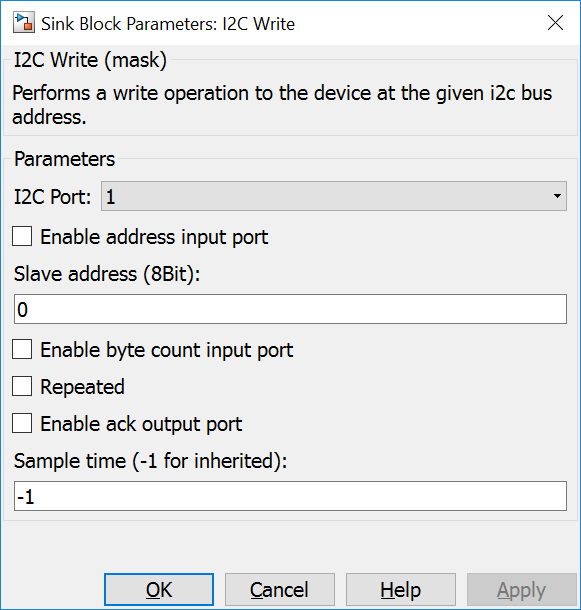 Sink Block Parameters: I2C Write
I2C Write (mask)
Performs a write operation to the device at the given i2c bus
address.
Parameters
I2C Port: 1
Enable address input port
Slave address (8Bit):
0
Enable byte count input port
Repeated
Enable ack output port
Sample time (-1 for inherited):
-1
OK Cancel Help Apply